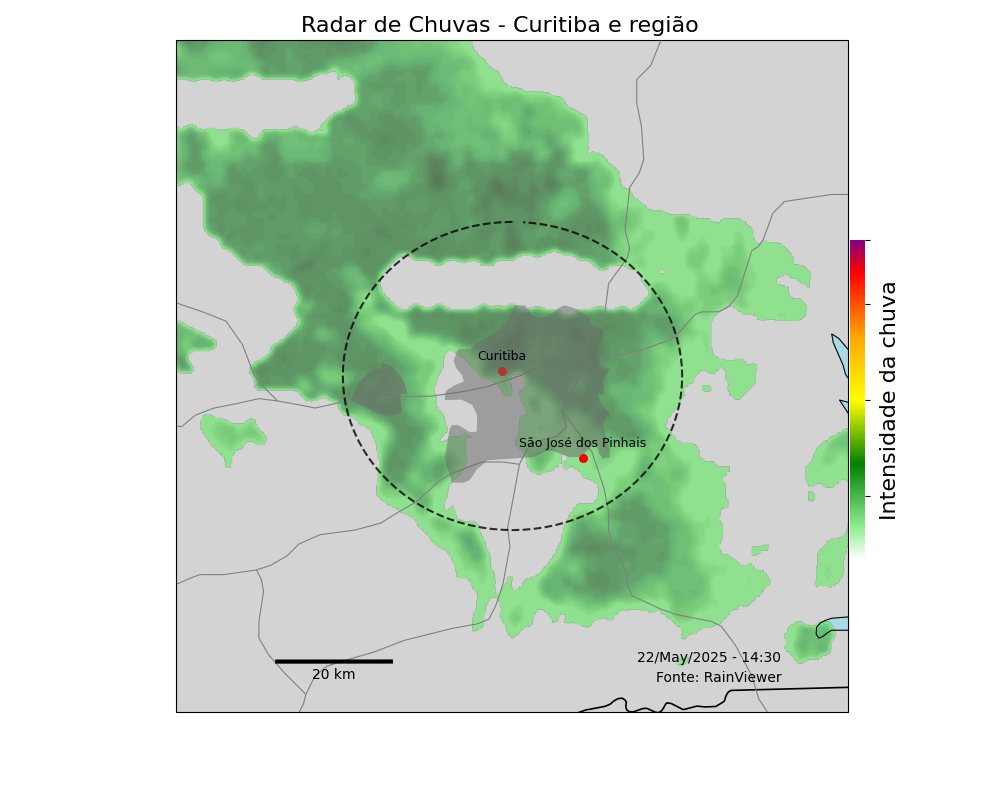 Radar de Chuvas - Curitiba e região
Intensidade da chuva
Curitiba
São José dos Pinhais
20 km
22/May/2025 - 14:30
Fonte: RainViewer